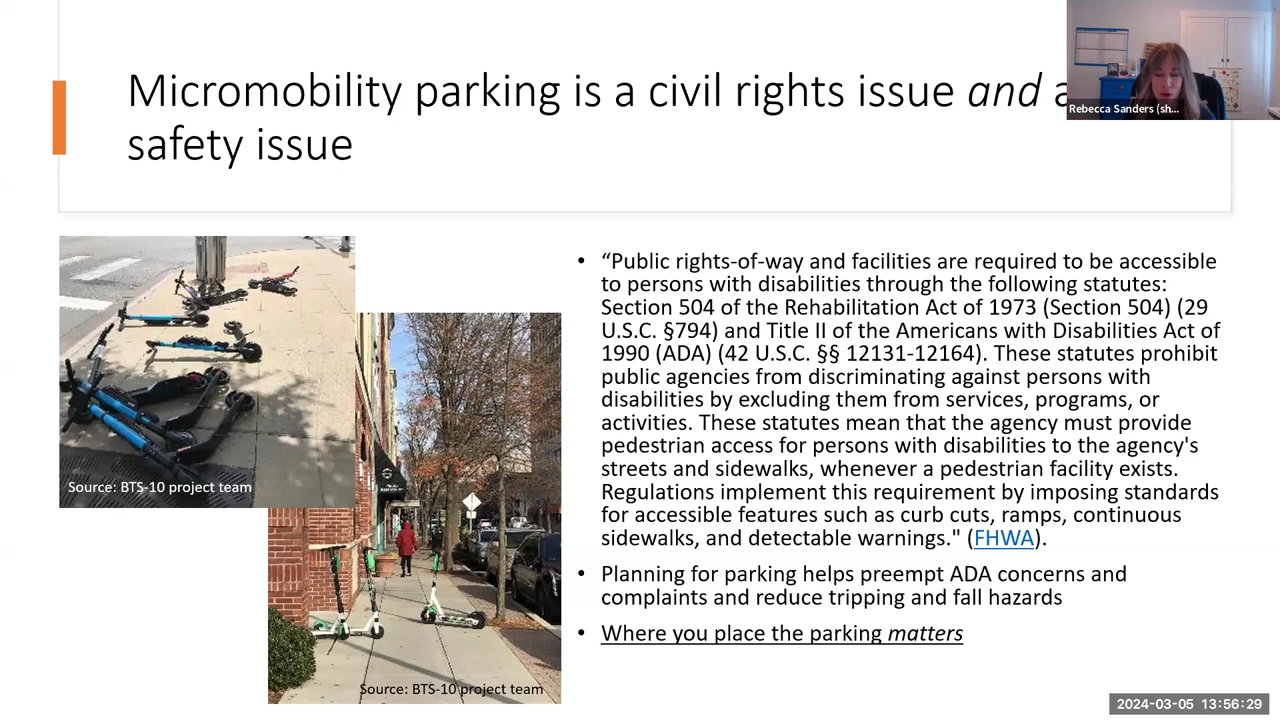 Micromobility parking is a civil rights issue and a
safety issue
Rebecca Sanders (sh...
Source: BTS-10 project team
Source: BTS-10 project team
• “Public rights-of-way and facilities are required to be accessible
to persons with disabilities through the following statutes:
Section 504 of the Rehabilitation Act of 1973 (Section 504) (29
U.S.C. §794) and Title II of the Americans with Disabilities Act of
1990 (ADA) (42 U.S.C. §§ 12131-12164). These statutes prohibit
public agencies from discriminating against persons with
disabilities by excluding them from services, programs, or
activities. These statutes mean that the agency must provide
pedestrian access for persons with disabilities to the agency's
streets and sidewalks, whenever a pedestrian facility exists.
Regulations implement this requirement by imposing standards
for accessible features such as curb cuts, ramps, continuous
sidewalks, and detectable warnings." (FHWA).
• Planning for parking helps preempt ADA concerns and
complaints and reduce tripping and fall hazards
• Where you place the parking matters
2024-03-05 13:56:29